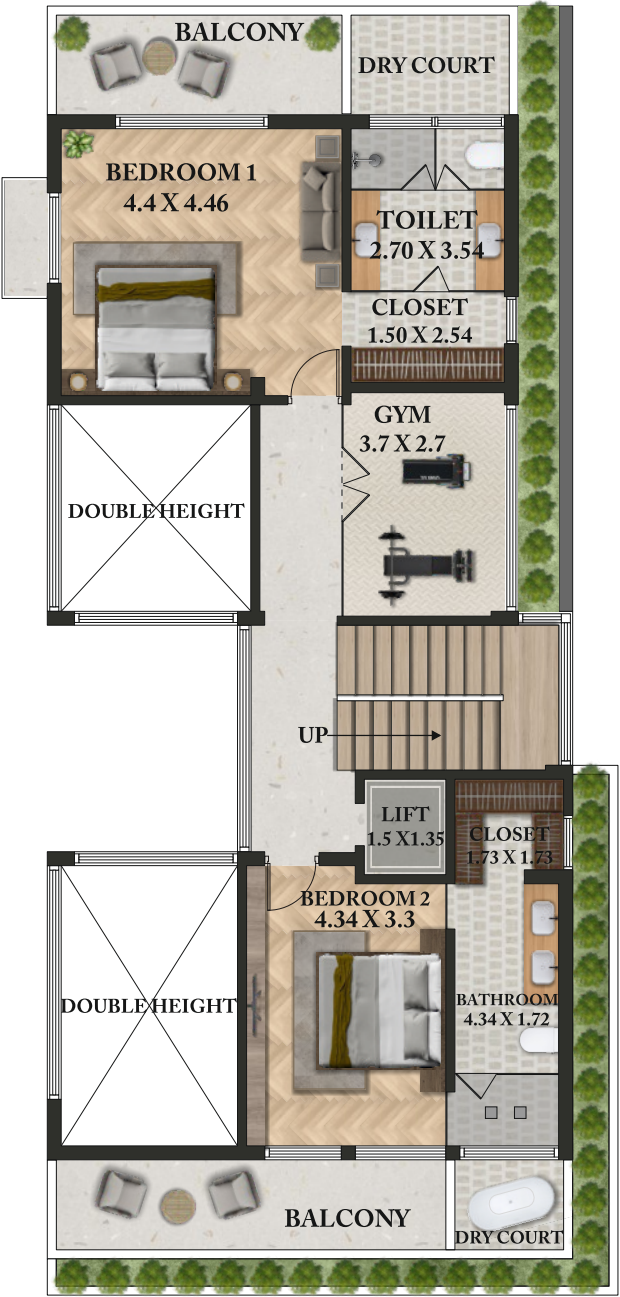 BALCONY
DRY COURT
BEDROOM 1
4.4 X 4.46
TOILET
2.70 X 3.54
CLOSET
1.50 X 2.54
GYM
3.7 X 2.7
DOUBLE HEIGHT
UP
LIFT
1.5 X1.35
CLOSET
1.73 X 1.73
BEDROOM 2
4.34 X 3.3
DOUBLE HEIGHT
BATHROOM
4.34 X 1.72
BALCONY
DRY COURT